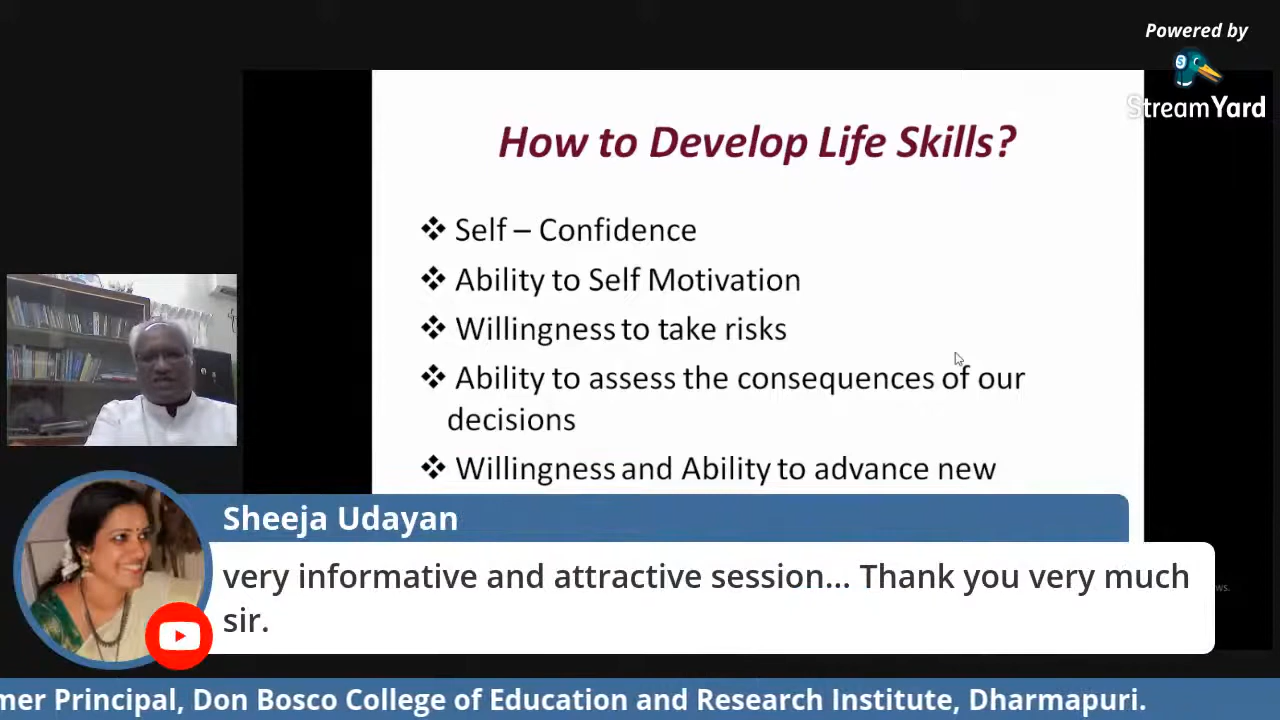 Powered by
StreamYard
How to Develop Life Skills?
❖ Self – Confidence
❖ Ability to Self Motivation
❖ Willingness to take risks
❖ Ability to assess the consequences of our
decisions
❖ Willingness and Ability to advance new
Sheeja Udayan
very informative and attractive session... Thank you very much
sir.
mer Principal, Don Bosco College of Education and Research Institute, Dharmapuri.